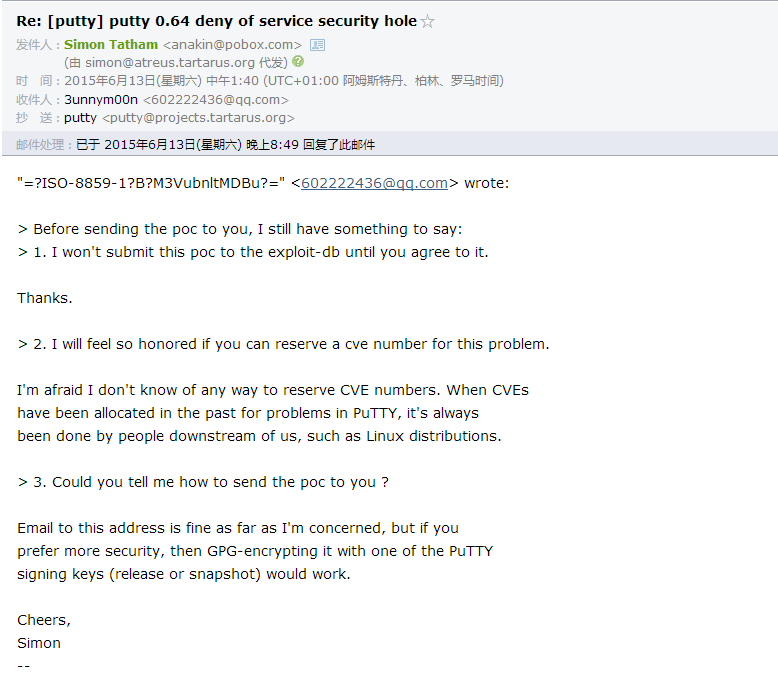 Re: [putty] putty 0.64 deny of service security hole☆
发件人：Simon Tatham <anakin@pobox.com>
(由 simon@atreus.tartarus.org 代发)
时　间：2015年6月13日(星期六) 中午1:40 (UTC+01:00 阿姆斯特丹、柏林、罗马时间)
收件人：3unnym00n <602222436@qq.com>
抄　送：putty <putty@projects.tartarus.org>
邮件处理：已于 2015年6月13日(星期六) 晚上8:49 回复了此邮件
"=?ISO-8859-1?B?M3VubnltMDBu?=" <602222436@qq.com> wrote:
> Before sending the poc to you, I still have something to say:
> 1. I won't submit this poc to the exploit-db until you agree to it.
Thanks.
> 2. I will feel so honored if you can reserve a cve number for this problem.
I'm afraid I don't know of any way to reserve CVE numbers. When CVEs
have been allocated in the past for problems in PuTTY, it's always
been done by people downstream of us, such as Linux distributions.
> 3. Could you tell me how to send the poc to you ?
Email to this address is fine as far as I'm concerned, but if you
prefer more security, then GPG-encrypting it with one of the PuTTY
signing keys (release or snapshot) would work.
Cheers,
Simon
--